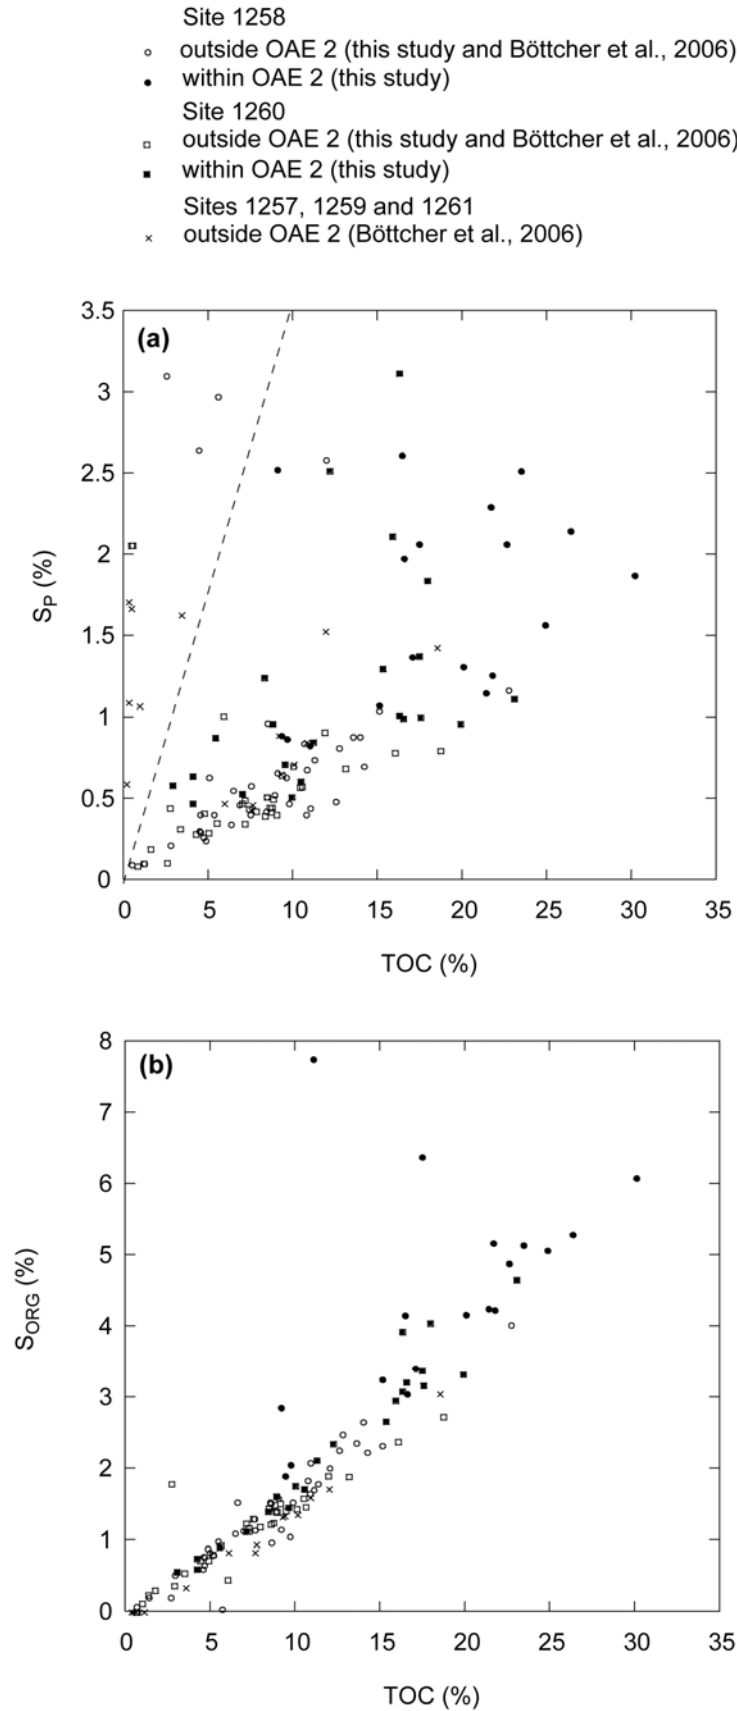 Site 1258
outside OAE 2 (this study and Böttcher et al., 2006)
within OAE 2 (this study)
Site 1260
outside OAE 2 (this study and Böttcher et al., 2006)
within OAE 2 (this study)
Sites 1257, 1259 and 1261
outside OAE 2 (Böttcher et al., 2006)
(a)
3.5
3
2.5
2
1.5
1
0.5
0
S_P (%)
0 5 10 15 20 25 30 35
TOC (%)
(b)
8
7
6
5
4
3
2
1
0
S_ORG (%)
0 5 10 15 20 25 30 35
TOC (%)